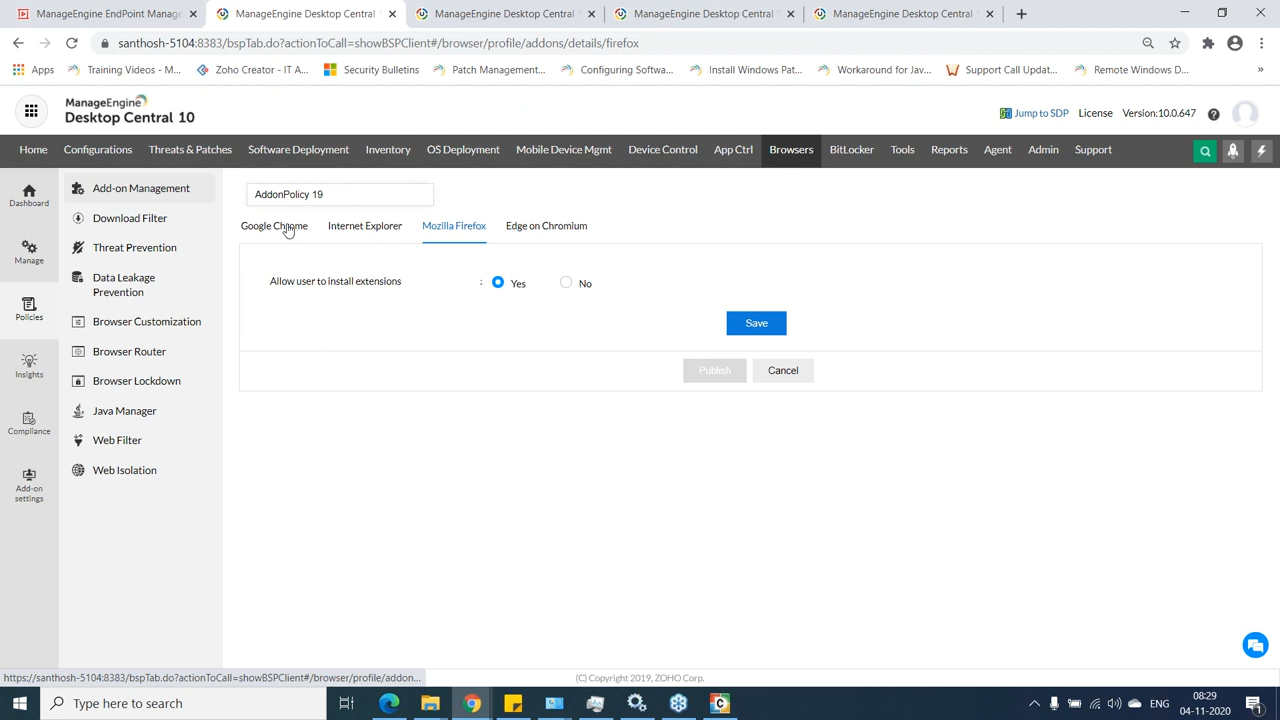 ManageEngine EndPoint Manage
ManageEngine Desktop Central
ManageEngine Desktop Central
ManageEngine Desktop Central
ManageEngine Desktop Central
santhosh-5104:8383/bspTab.do?actionToCall=showBSPClient#/browser/profile/addons/details/firefox
Apps
Training Videos - M...
Zoho Creator - IT A...
Security Bulletins
Patch Management...
Configuring Softwa...
Install Windows Pat...
Workaround for Jav...
Support Call Updat...
Remote Windows D...
ManageEngine
Desktop Central 10
Jump to SDP
License
Version:10.0.647
Home
Configurations
Threats & Patches
Software Deployment
Inventory
OS Deployment
Mobile Device Mgmt
Device Control
App Ctrl
Browsers
BitLocker
Tools
Reports
Agent
Admin
Support
Dashboard
Manage
Policies
Insights
Compliance
Add-on
settings
Add-on Management
Download Filter
Threat Prevention
Data Leakage
Prevention
Browser Customization
Browser Router
Browser Lockdown
Java Manager
Web Filter
Web Isolation
AddonPolicy 19
Google Chrome
Internet Explorer
Mozilla Firefox
Edge on Chromium
Allow user to install extensions : Yes No
Save
Publish
Cancel
https://santhosh-5104:8383/bspTab.do?actionToCall=showBSPClient#/browser/profile/addon...
(C) Copyright 2019, ZOHO Corp.
Type here to search
ENG
08:29
04-11-2020
1